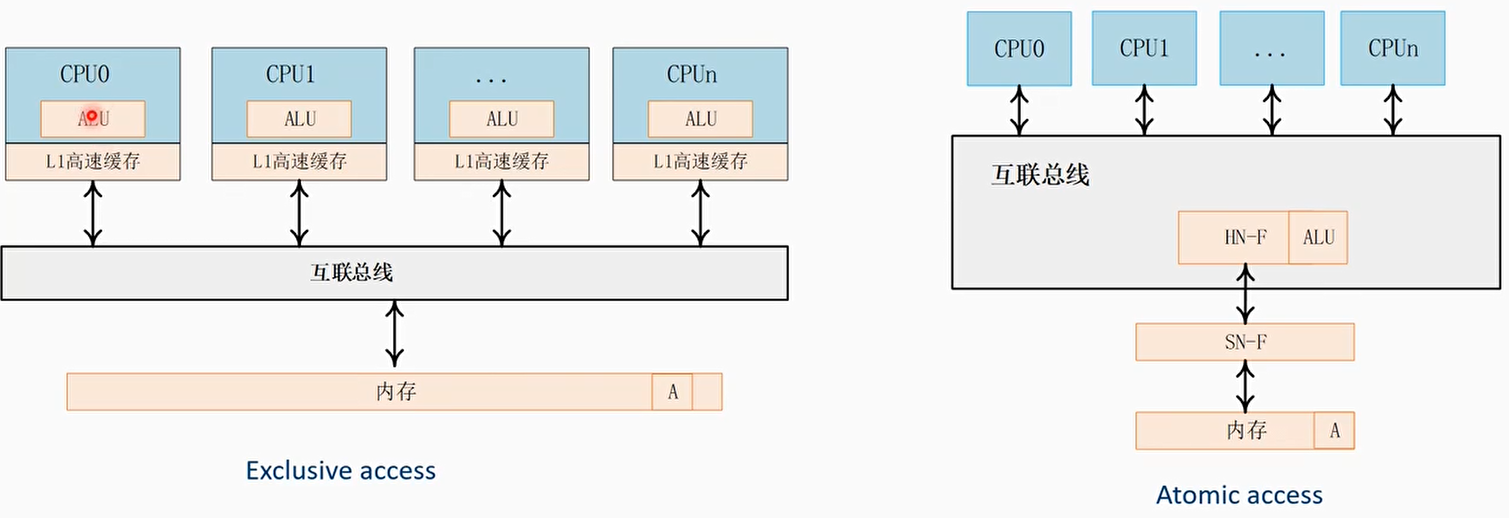 CPU0
CPU1
...
CPUn
ALU
ALU
ALU
ALU
L1高速缓存
L1高速缓存
L1高速缓存
L1高速缓存
互联总线
内存
A
Exclusive access
CPU0
CPU1
...
CPUn
互联总线
HN-F
ALU
SN-F
内存
A
Atomic access